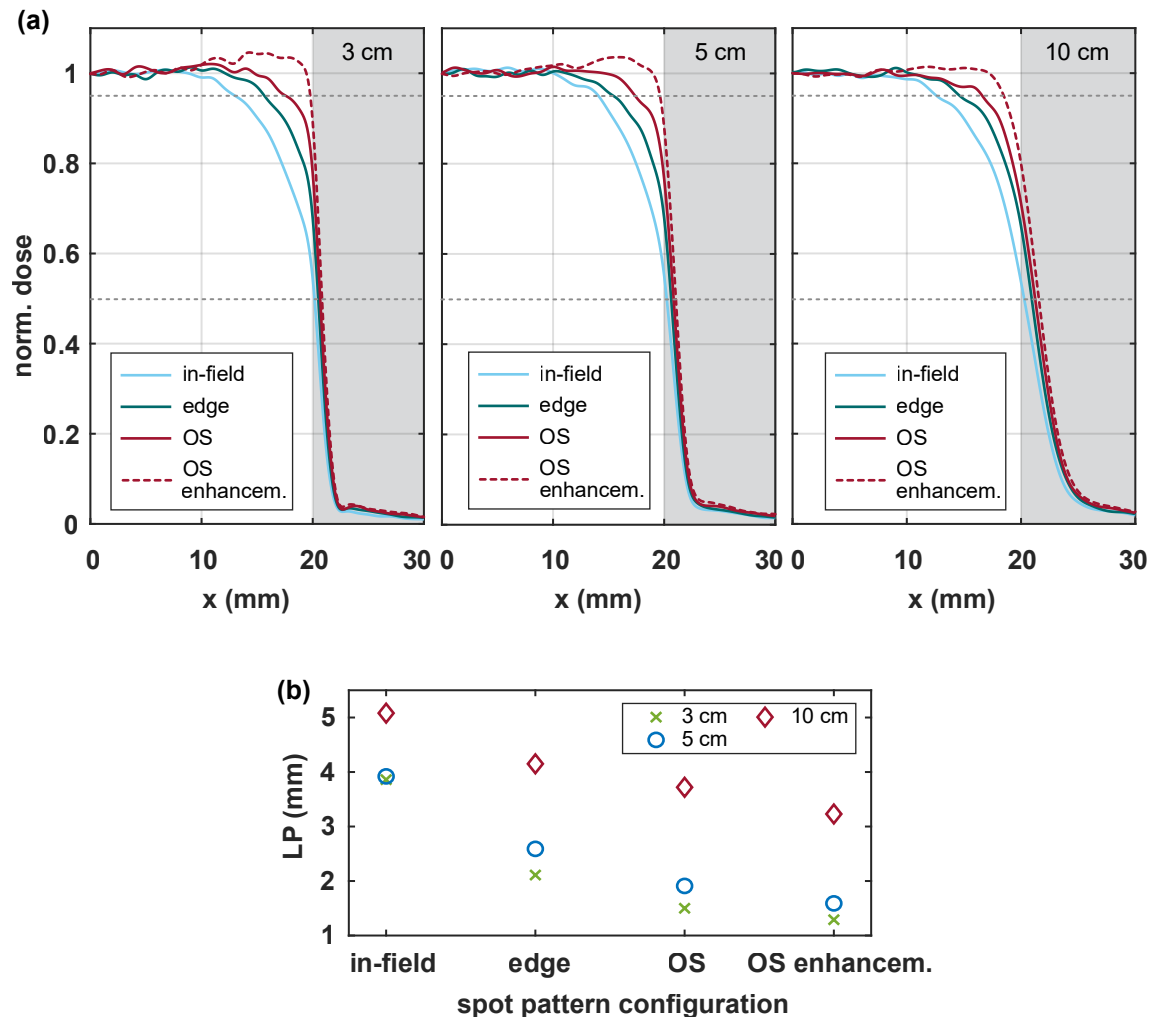 (a)
norm. dose
1
0.8
0.6
0.4
0.2
0
3 cm
in-field
edge
OS
OS
enhancem.
0 10 20 30
x (mm)
5 cm
in-field
edge
OS
OS
enhancem.
0 10 20 30
x (mm)
10 cm
in-field
edge
OS
OS
enhancem.
0 10 20 30
x (mm)
(b)
LP (mm)
5
4
3
2
1
3 cm 10 cm
5 cm
in-field edge OS OS enhancem.
spot pattern configuration